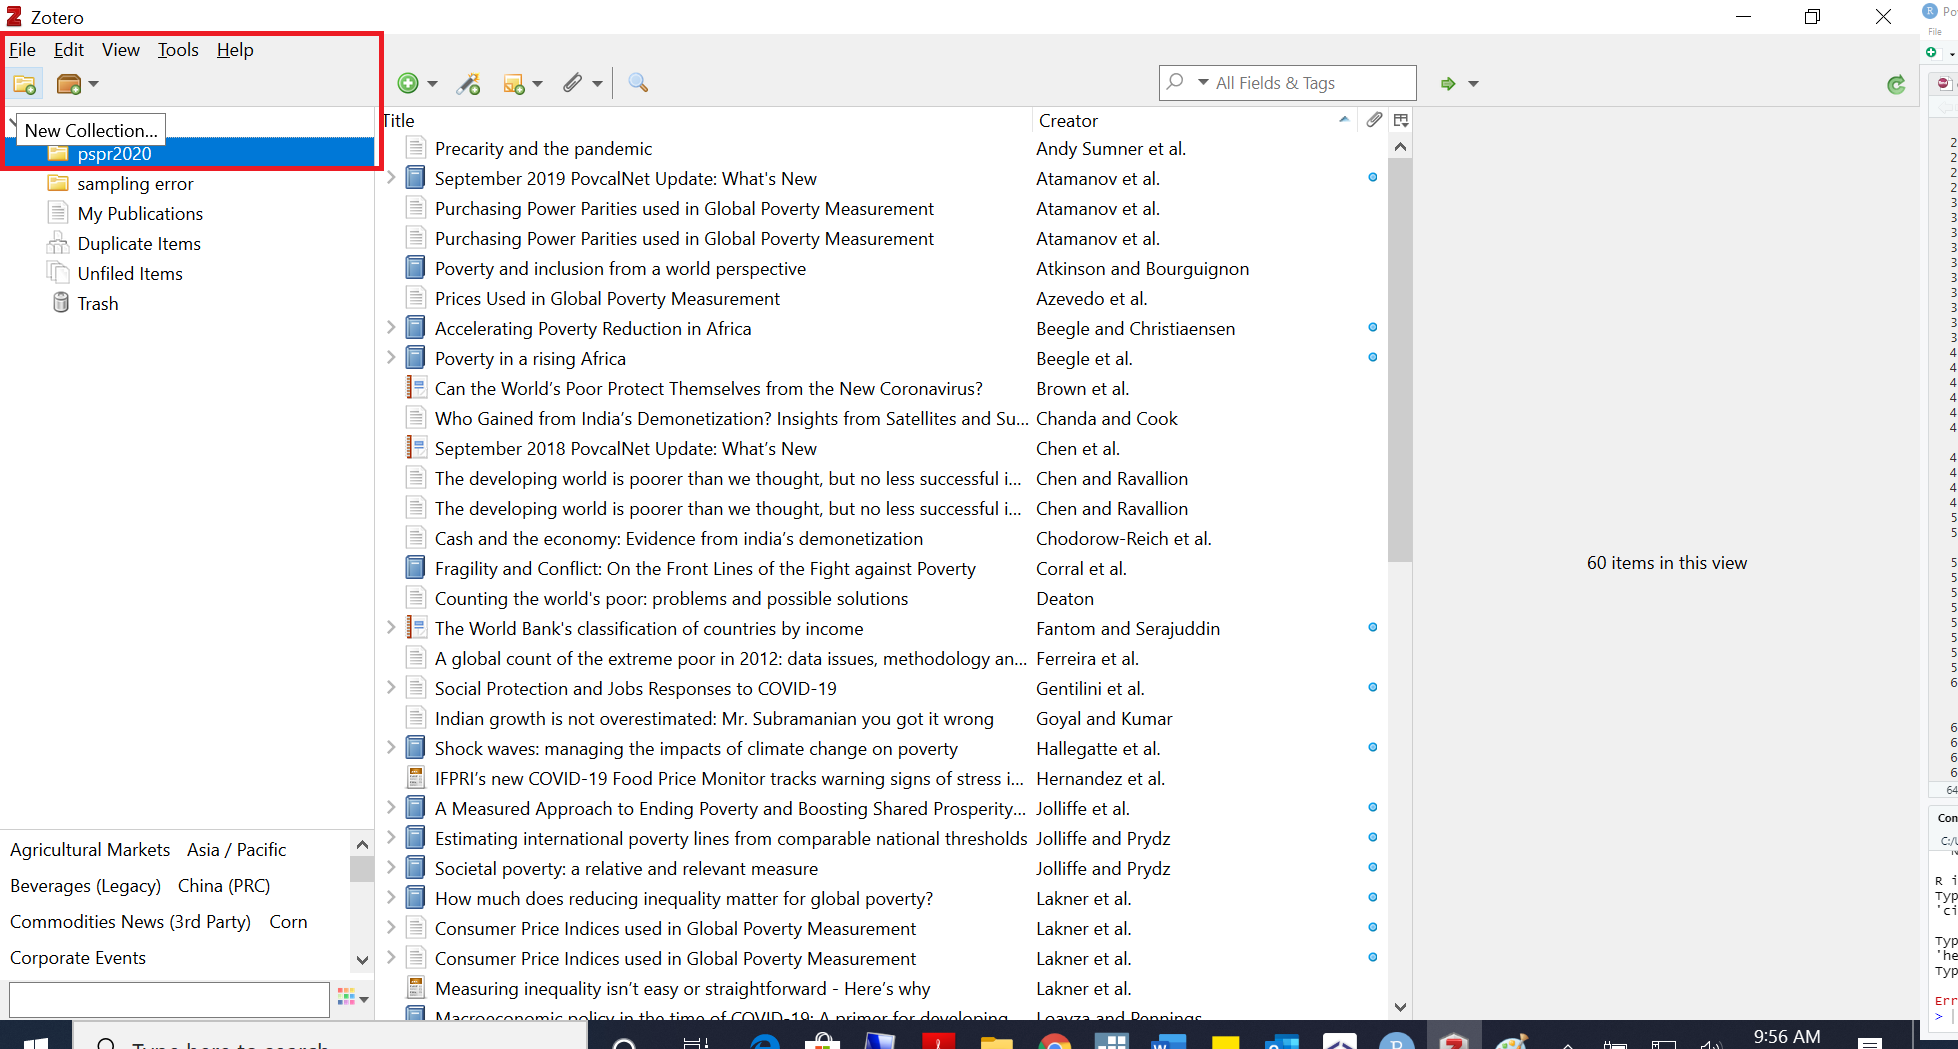 Zotero
File Edit View Tools Help
All Fields & Tags
New Collection...
pspr2020
sampling error
My Publications
Duplicate Items
Unfiled Items
Trash
Agricultural Markets Asia / Pacific
Beverages (Legacy) China (PRC)
Commodities News (3rd Party) Corn
Corporate Events
Title Creator
Precarity and the pandemic Andy Sumner et al.
September 2019 PovcalNet Update: What's New Atamanov et al.
Purchasing Power Parities used in Global Poverty Measurement Atamanov et al.
Purchasing Power Parities used in Global Poverty Measurement Atamanov et al.
Poverty and inclusion from a world perspective Atkinson and Bourguignon
Prices Used in Global Poverty Measurement Azevedo et al.
Accelerating Poverty Reduction in Africa Beegle and Christiaensen
Poverty in a rising Africa Beegle et al.
Can the World’s Poor Protect Themselves from the New Coronavirus? Brown et al.
Who Gained from India’s Demonetization? Insights from Satellites and Su... Chanda and Cook
September 2018 PovcalNet Update: What’s New Chen et al.
The developing world is poorer than we thought, but no less successful i... Chen and Ravallion
The developing world is poorer than we thought, but no less successful i... Chen and Ravallion
Cash and the economy: Evidence from india’s demonetization Chodorow-Reich et al.
Fragility and Conflict: On the Front Lines of the Fight against Poverty Corral et al.
Counting the world's poor: problems and possible solutions Deaton
The World Bank's classification of countries by income Fantom and Serajuddin
A global count of the extreme poor in 2012: data issues, methodology an... Ferreira et al.
Social Protection and Jobs Responses to COVID-19 Gentilini et al.
Indian growth is not overestimated: Mr. Subramanian you got it wrong Goyal and Kumar
Shock waves: managing the impacts of climate change on poverty Hallegatte et al.
IFPRI’s new COVID-19 Food Price Monitor tracks warning signs of stress i... Hernandez et al.
A Measured Approach to Ending Poverty and Boosting Shared Prosperity... Jolliffe et al.
Estimating international poverty lines from comparable national thresholds Jolliffe and Prydz
Societal poverty: a relative and relevant measure Jolliffe and Prydz
How much does reducing inequality matter for global poverty? Lakner et al.
Consumer Price Indices used in Global Poverty Measurement Lakner et al.
Consumer Price Indices used in Global Poverty Measurement Lakner et al.
Measuring inequality isn’t easy or straightforward - Here’s why Lakner et al.
Macroeconomic policy in the time of COVID-19: A primer for developing Loayza and Pennings
60 items in this view
File
64
Con
C:/U
R i
Typ
'ci
Typ
'he
Typ
Err
>
Type here to search
9:56 AM